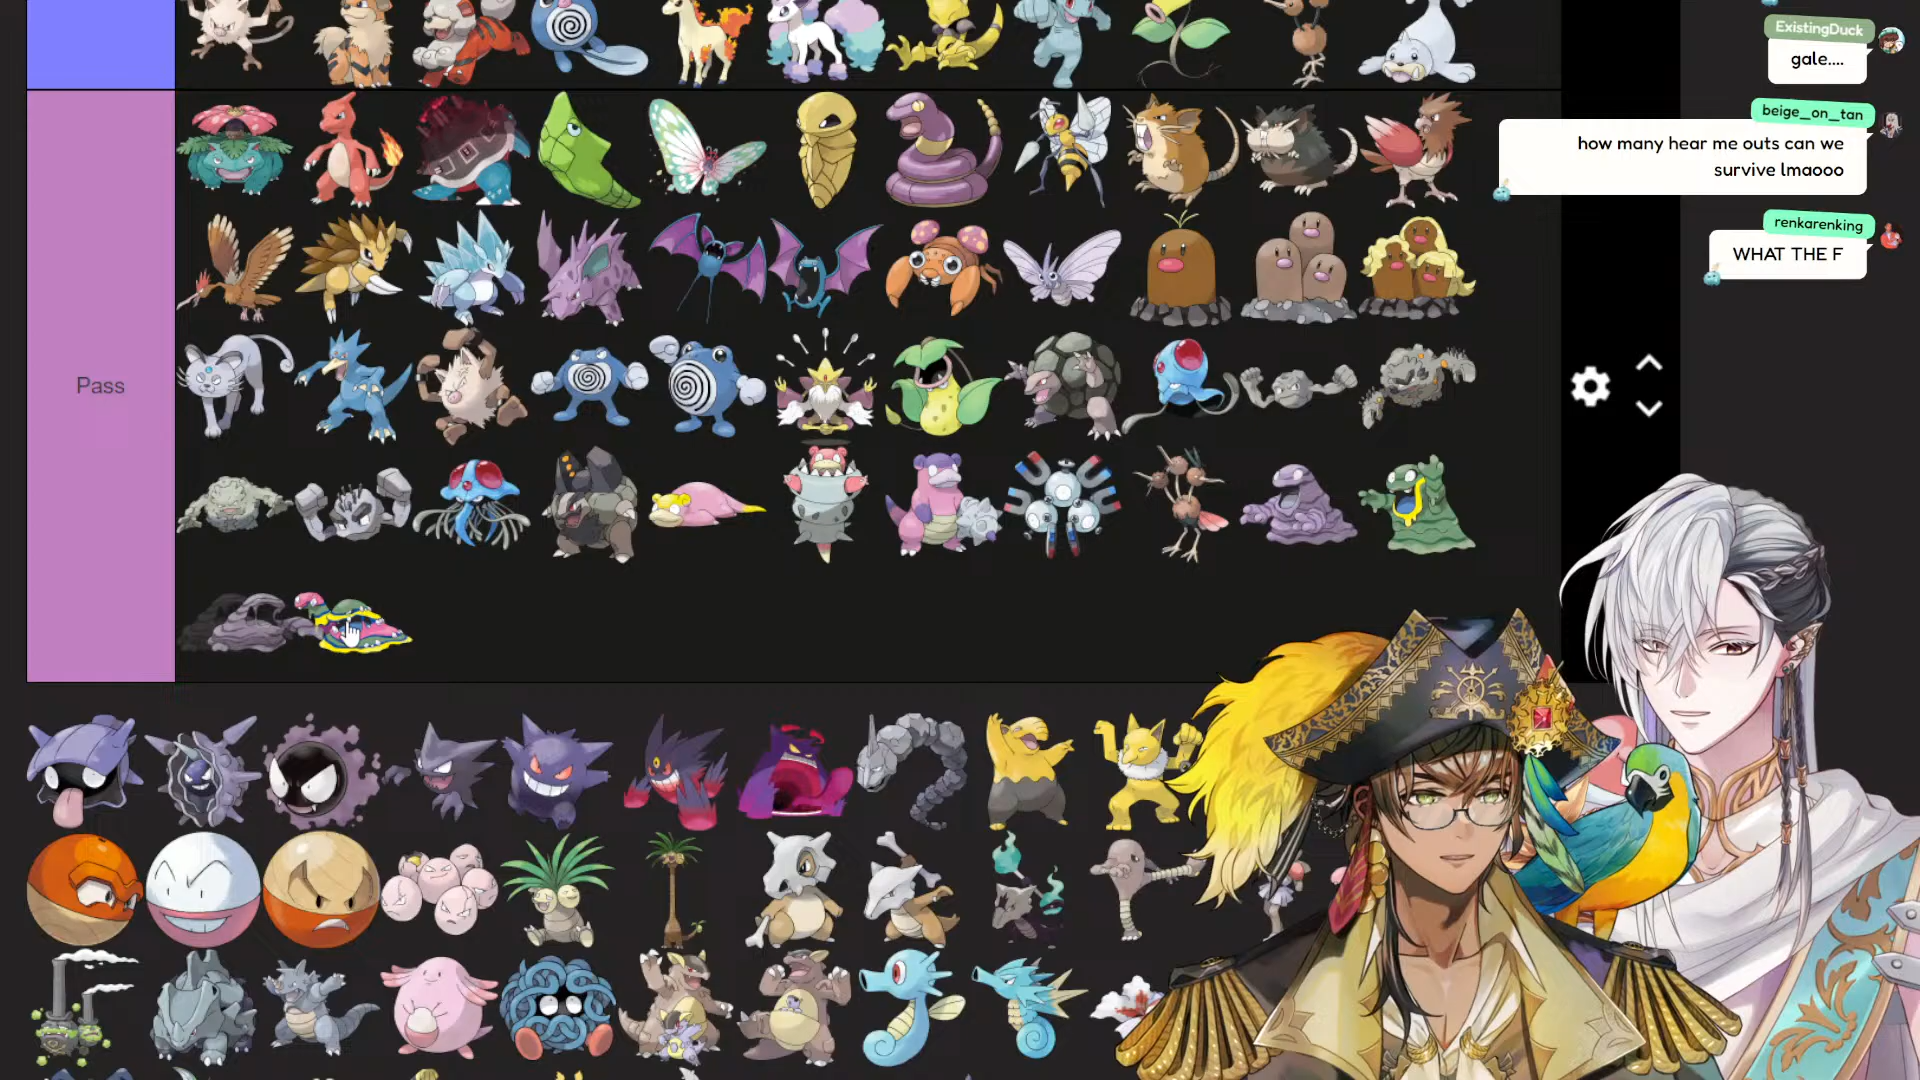 ExistingDuck
gale....
beige_on_tan
how many hear me outs can we
survive lmaooo
renkarenking
WHAT THE F
Pass